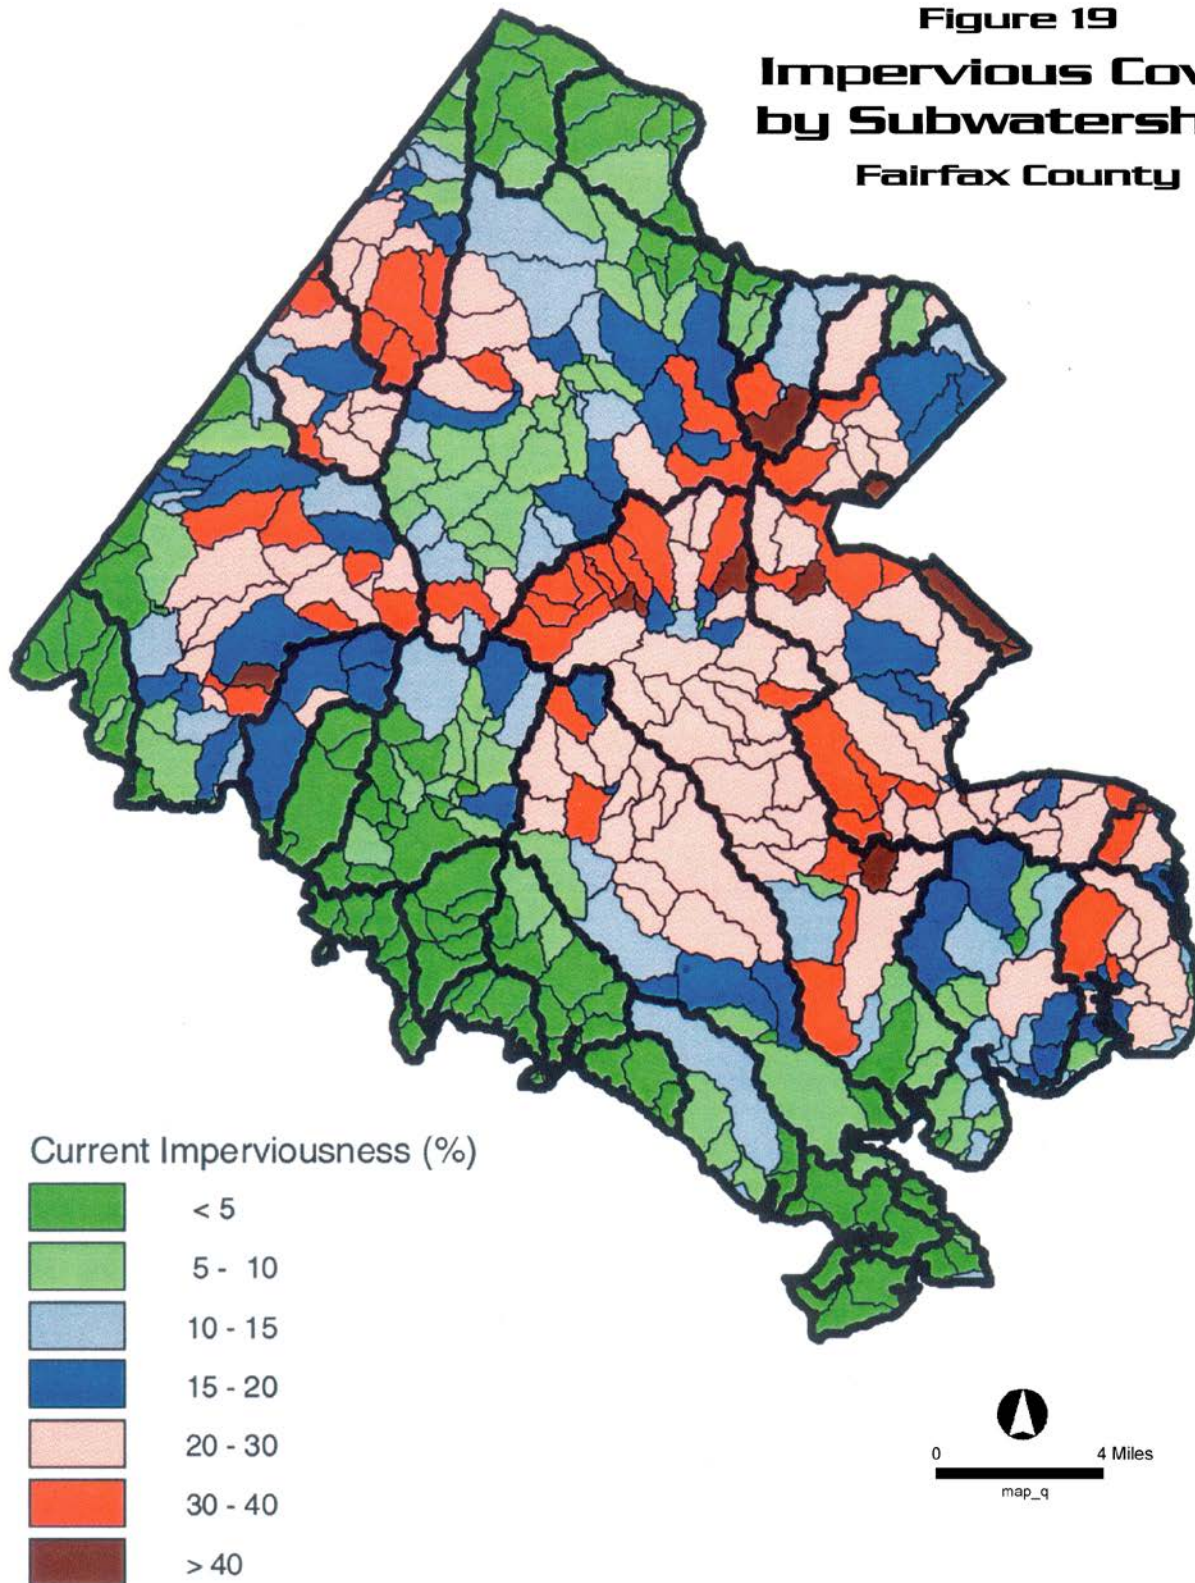 Figure 19
Impervious Cov
by Subwatersh
Fairfax County
Current Imperviousness (%)
< 5
5 - 10
10 - 15
15 - 20
20 - 30
30 - 40
> 40
0 4 Miles
map_q